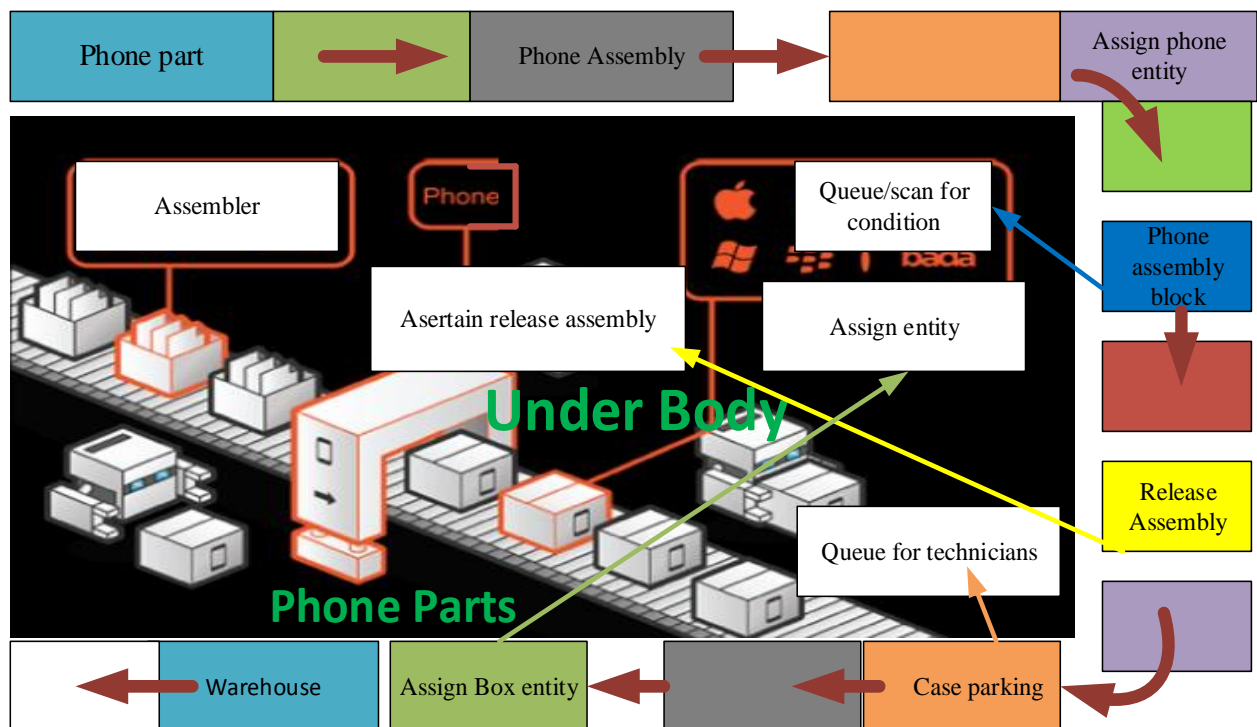 Phone part
Phone Assembly
Assign phone
entity
Assembler
Phone
Queue/scan for
condition
bada
Phone
assembly
block
Asertain release assembly
Assign entity
Under Body
Release
Assembly
Queue for technicians
Phone Parts
Warehouse
Assign Box entity
Case parking